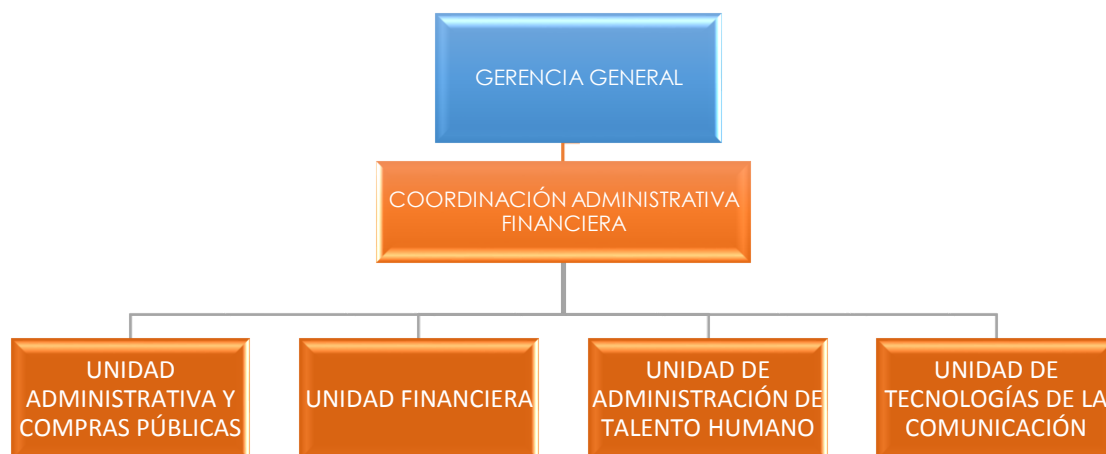 GERENCIA GENERAL
COORDINACIÓN ADMINISTRATIVA
FINANCIERA
UNIDAD
ADMINISTRATIVA Y
COMPRAS PÚBLICAS
UNIDAD FINANCIERA
UNIDAD DE
ADMINISTRACIÓN DE
TALENTO HUMANO
UNIDAD DE
TECNOLOGÍAS DE LA
COMUNICACIÓN